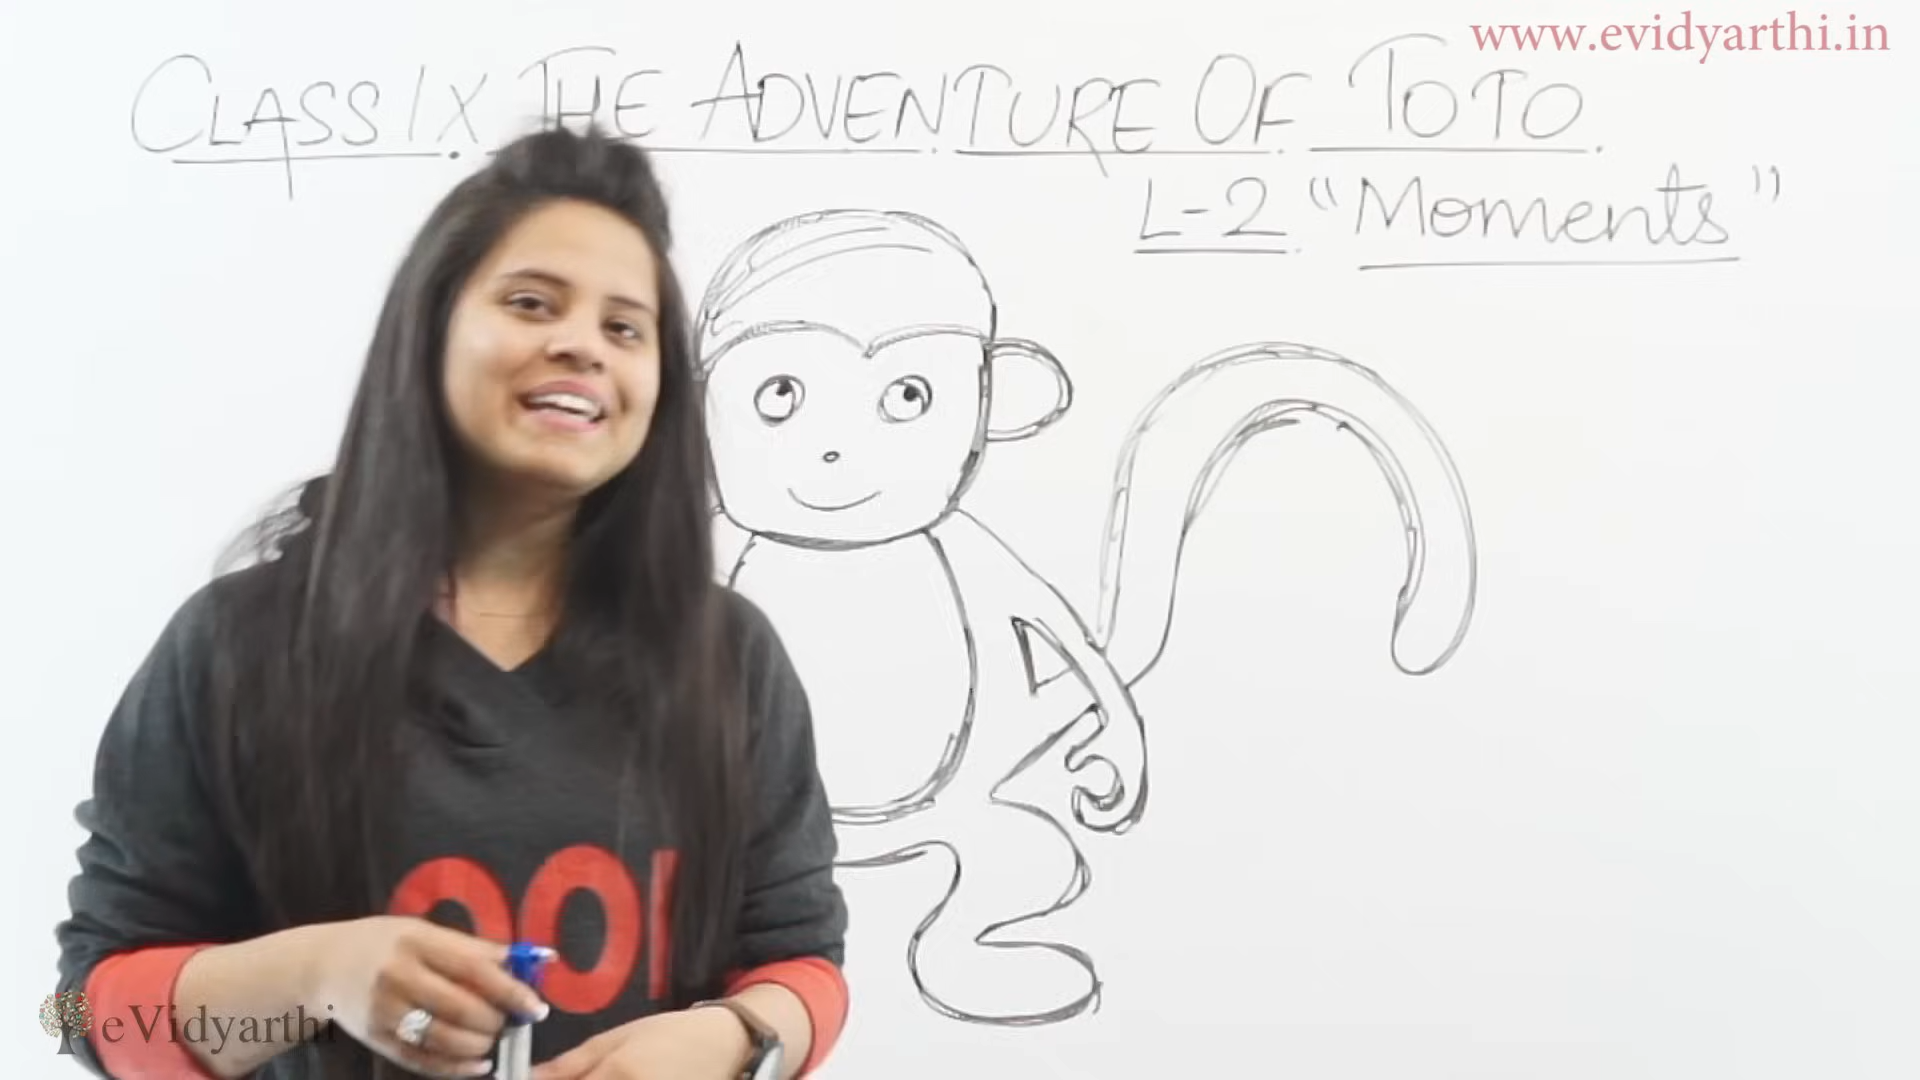 www.evidyarthi.in
CLASS IX THE ADVENTURE OF TOTO.
L-2 "Moments"
eVidyarthi